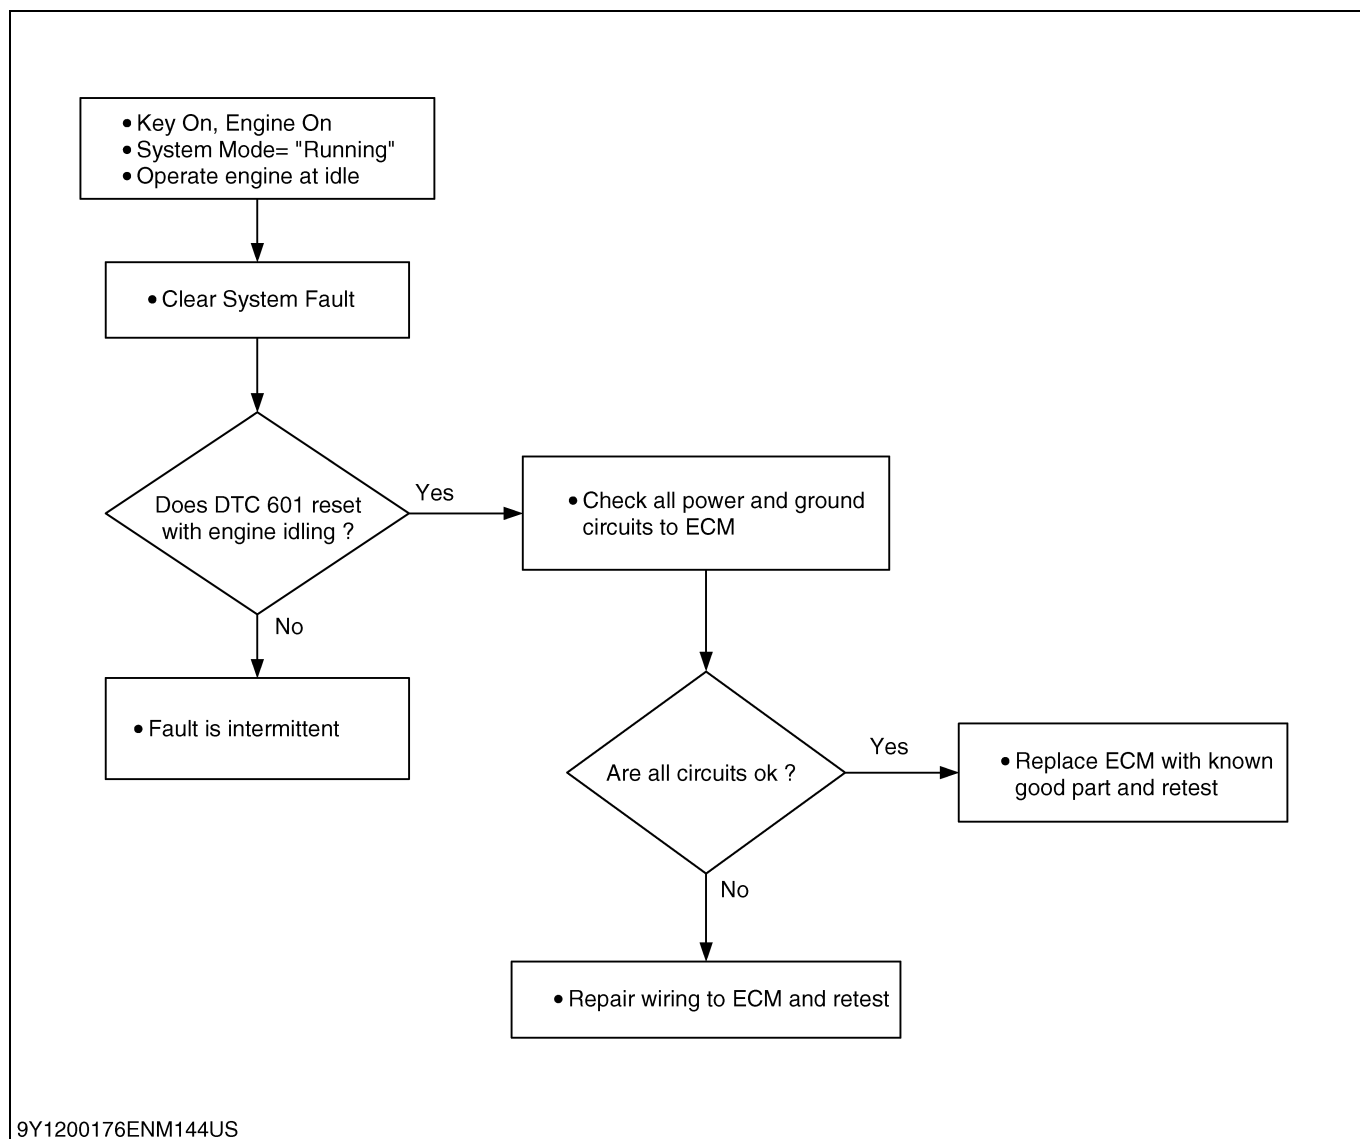 • Key On, Engine On
• System Mode= "Running"
• Operate engine at idle
• Clear System Fault
Does DTC 601 reset
with engine idling ?
Yes
• Check all power and ground
circuits to ECM
No
• Fault is intermittent
Are all circuits ok ?
Yes
• Replace ECM with known
good part and retest
No
• Repair wiring to ECM and retest
9Y1200176ENM144US